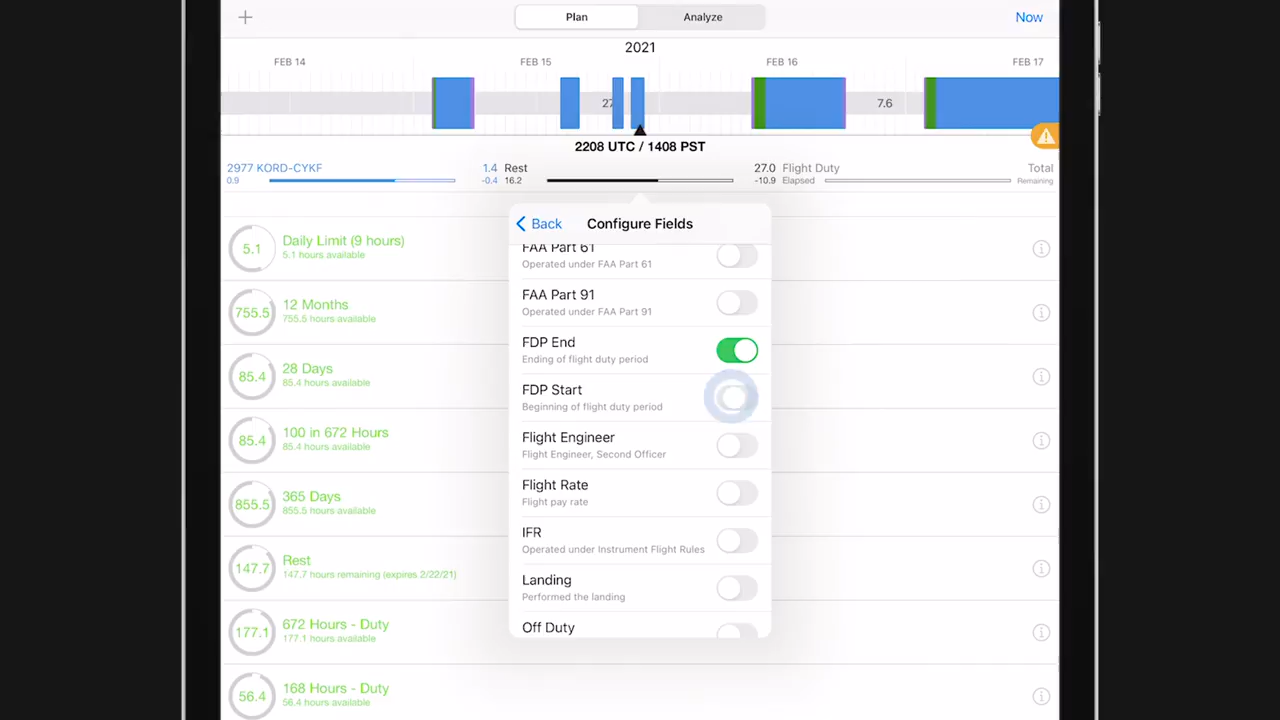 Plan
Analyze
Now
2021
FEB 14
FEB 15
FEB 16
FEB 17
27
7.6
2208 UTC / 1408 PST
2977 KORD-CYKF
1.4
Rest
27.0
Flight Duty
Total
0.9
-0.4
16.2
-10.9
Elapsed
Remaining
Back
Configure Fields
FAA Part 61
Operated under FAA Part 61
FAA Part 91
Operated under FAA Part 91
FDP End
Ending of flight duty period
FDP Start
Beginning of flight duty period
Flight Engineer
Flight Engineer, Second Officer
Flight Rate
Flight pay rate
IFR
Operated under Instrument Flight Rules
Landing
Performed the landing
Off Duty
5.1
Daily Limit (9 hours)
5.1 hours available
755.5
12 Months
755.5 hours available
85.4
28 Days
85.4 hours available
85.4
100 in 672 Hours
85.4 hours available
855.5
365 Days
855.5 hours available
147.7
Rest
147.7 hours remaining (expires 2/22/21)
177.1
672 Hours - Duty
177.1 hours available
56.4
168 Hours - Duty
56.4 hours available